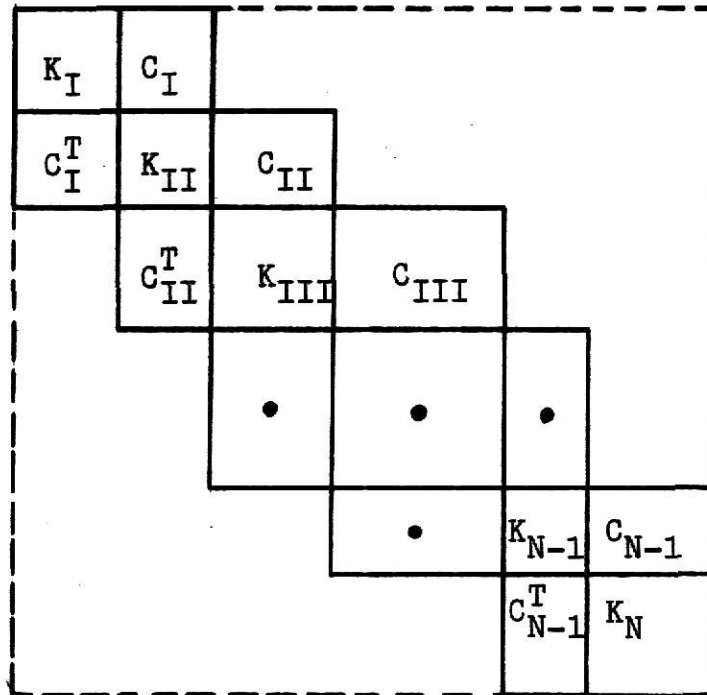 K_I C_I
C_I^T K_II C_II
C_II^T K_III C_III
• • •
• K_N-1 C_N-1
C_N-1^T K_N